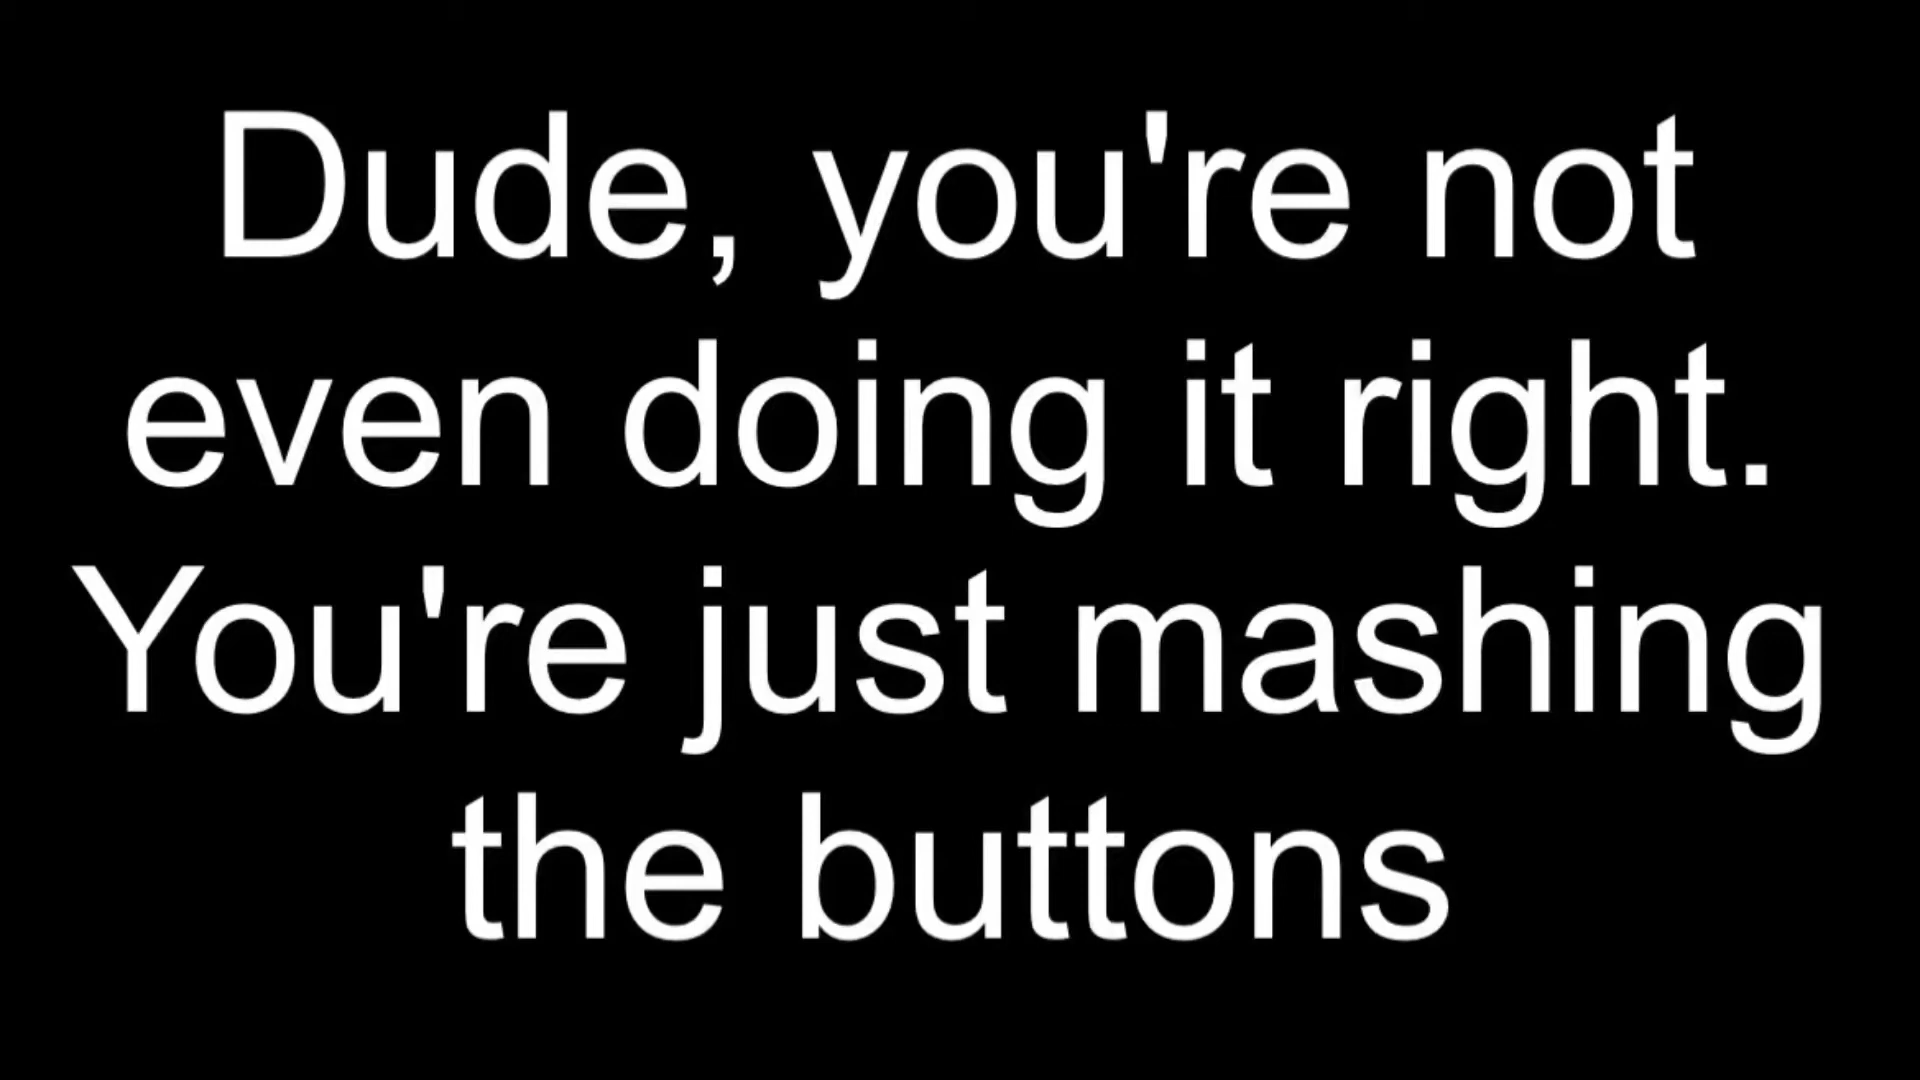 Dude, you're not
even doing it right.
You're just mashing
the buttons